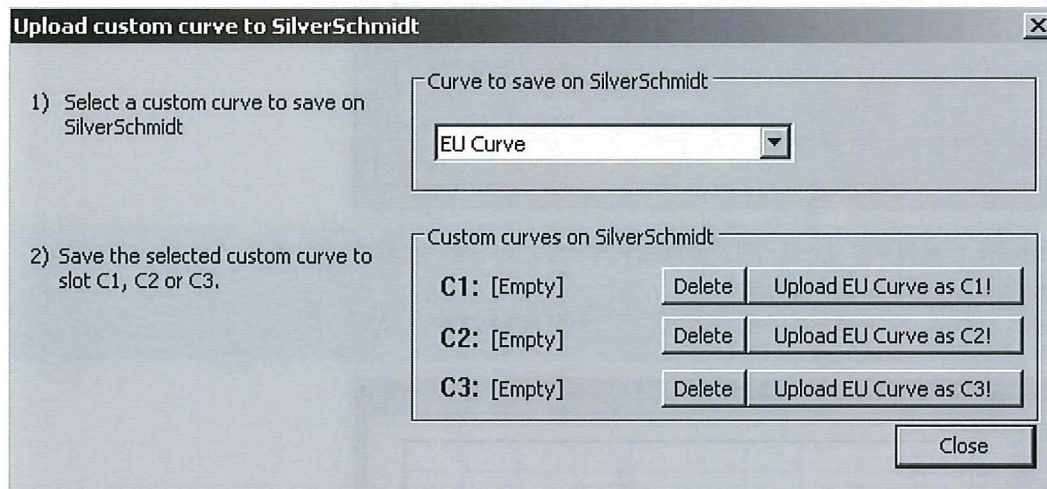 Upload custom curve to SilverSchmidt
1) Select a custom curve to save on
SilverSchmidt
Curve to save on SilverSchmidt
EU Curve
2) Save the selected custom curve to
slot C1, C2 or C3.
Custom curves on SilverSchmidt
C1: [Empty] Delete Upload EU Curve as C1!
C2: [Empty] Delete Upload EU Curve as C2!
C3: [Empty] Delete Upload EU Curve as C3!
Close